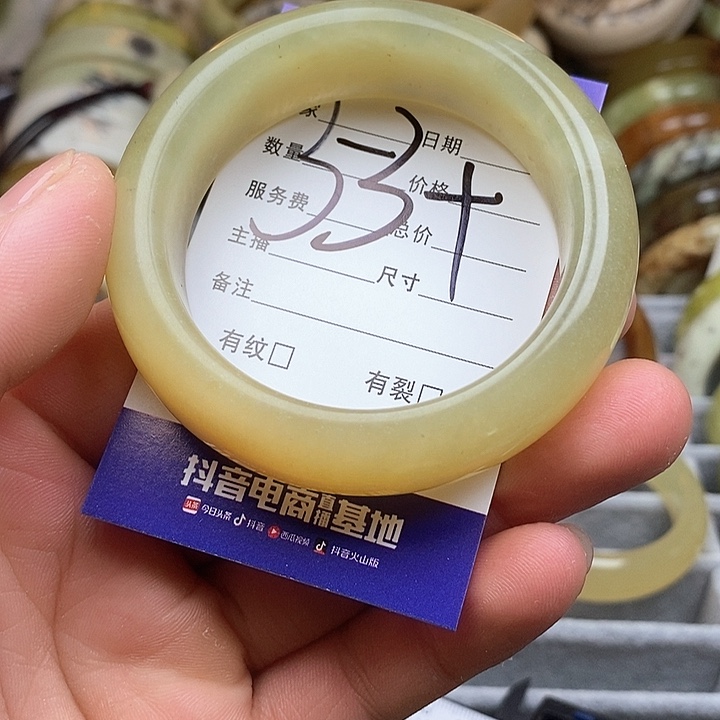 家 日期
数量 价格
服务费 总价
主播 尺寸
备注
有纹□ 有裂□
53+
抖音电商直播基地
头条 今日头条 抖音 西瓜视频 抖音火山版